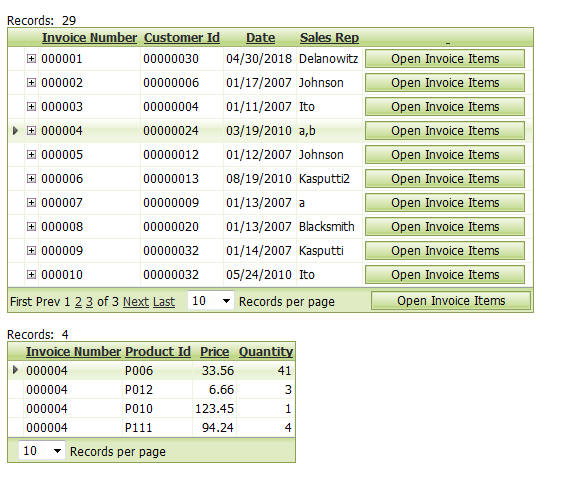 Records: 29
Invoice Number Customer Id Date Sales Rep
000001 00000030 04/30/2018 Delanowitz Open Invoice Items
000002 00000006 01/17/2007 Johnson Open Invoice Items
000003 00000004 01/11/2007 Ito Open Invoice Items
000004 00000024 03/19/2010 a,b Open Invoice Items
000005 00000012 01/12/2007 Johnson Open Invoice Items
000006 00000013 08/19/2010 Kasputti2 Open Invoice Items
000007 00000009 01/13/2007 a Open Invoice Items
000008 00000020 01/13/2007 Blacksmith Open Invoice Items
000009 00000032 01/14/2007 Kasputti Open Invoice Items
000010 00000032 05/24/2010 Ito Open Invoice Items
First Prev 1 2 3 of 3 Next Last 10 Records per page Open Invoice Items
Records: 4
Invoice Number Product Id Price Quantity
000004 P006 33.56 41
000004 P012 6.66 3
000004 P010 123.45 1
000004 P111 94.24 4
10 Records per page